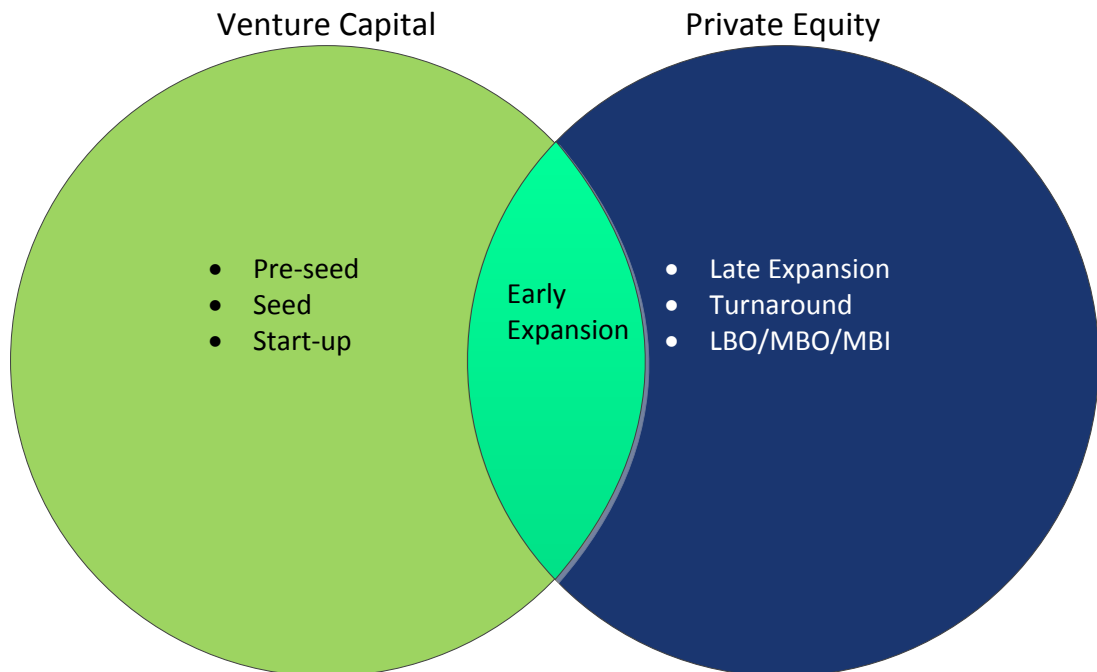 Venture Capital
Private Equity
• Pre-seed
• Seed
• Start-up
Early
Expansion
• Late Expansion
• Turnaround
• LBO/MBO/MBI